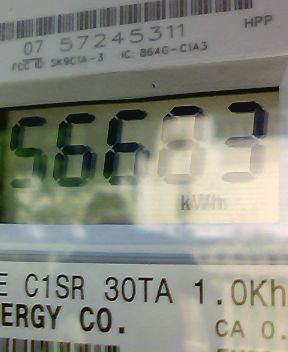 HPP
07 57245311
FCC ID: SK9C1A-3 IC: 864G-C1A3
56683
kWh
E C1SR 30TA 1.0Kh
ERGY CO.
CA 0.